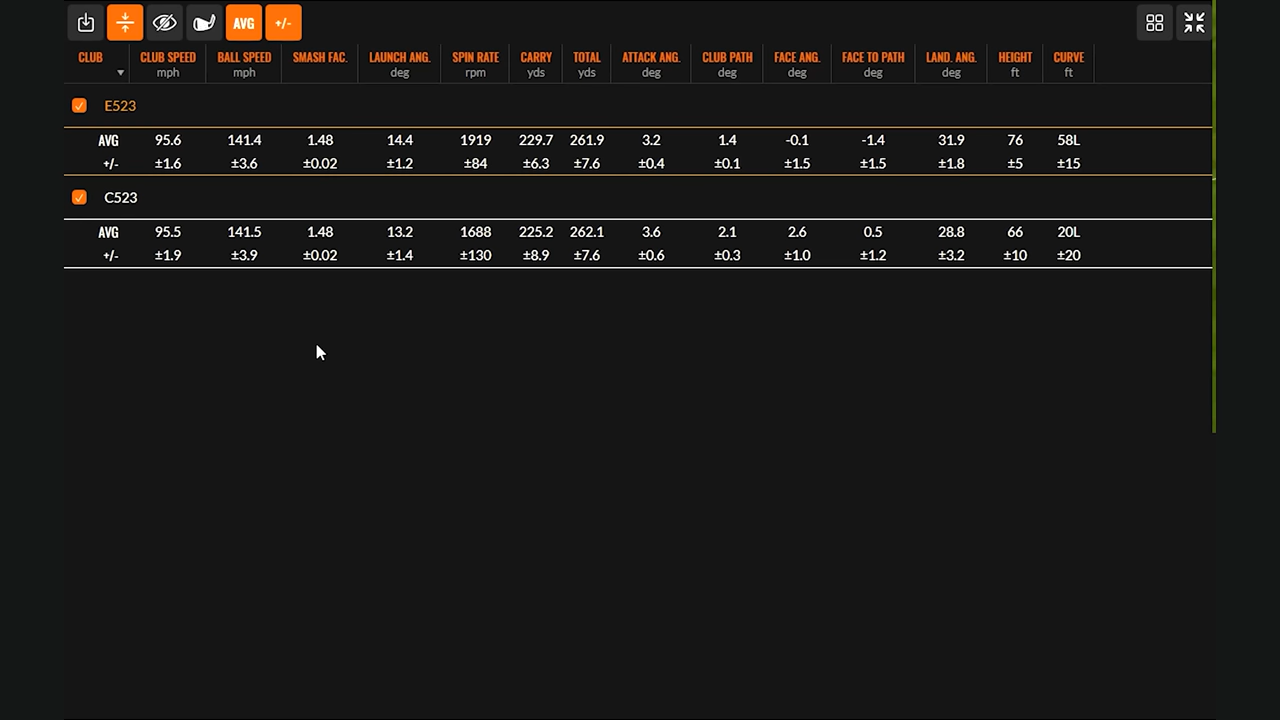 AVG +/-
CLUB CLUB SPEED BALL SPEED SMASH FAC. LAUNCH ANG. SPIN RATE CARRY TOTAL ATTACK ANG. CLUB PATH FACE ANG. FACE TO PATH LAND. ANG. HEIGHT CURVE
mph mph deg rpm yds yds deg deg deg deg deg ft ft
E523
AVG 95.6 141.4 1.48 14.4 1919 229.7 261.9 3.2 1.4 -0.1 -1.4 31.9 76 58L
+/- ±1.6 ±3.6 ±0.02 ±1.2 ±84 ±6.3 ±7.6 ±0.4 ±0.1 ±1.5 ±1.5 ±1.8 ±5 ±15
C523
AVG 95.5 141.5 1.48 13.2 1688 225.2 262.1 3.6 2.1 2.6 0.5 28.8 66 20L
+/- ±1.9 ±3.9 ±0.02 ±1.4 ±130 ±8.9 ±7.6 ±0.6 ±0.3 ±1.0 ±1.2 ±3.2 ±10 ±20